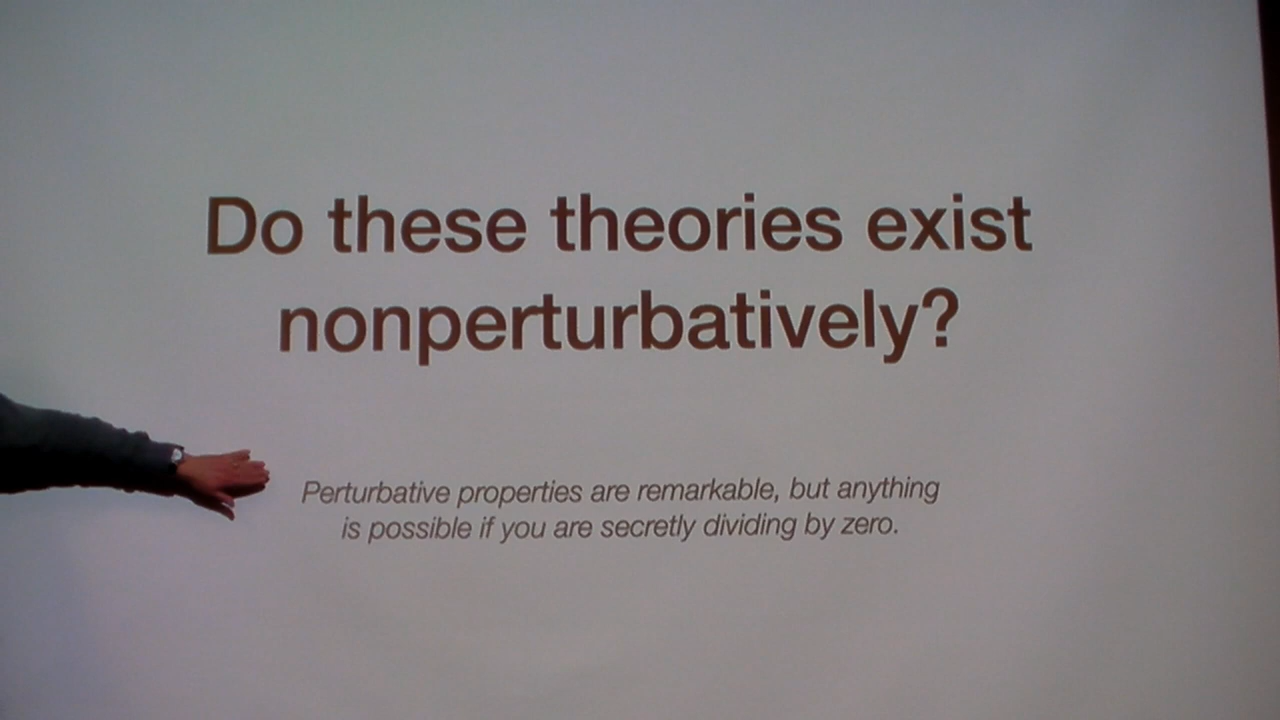 Do these theories exist
nonperturbatively?
Perturbative properties are remarkable, but anything
is possible if you are secretly dividing by zero.